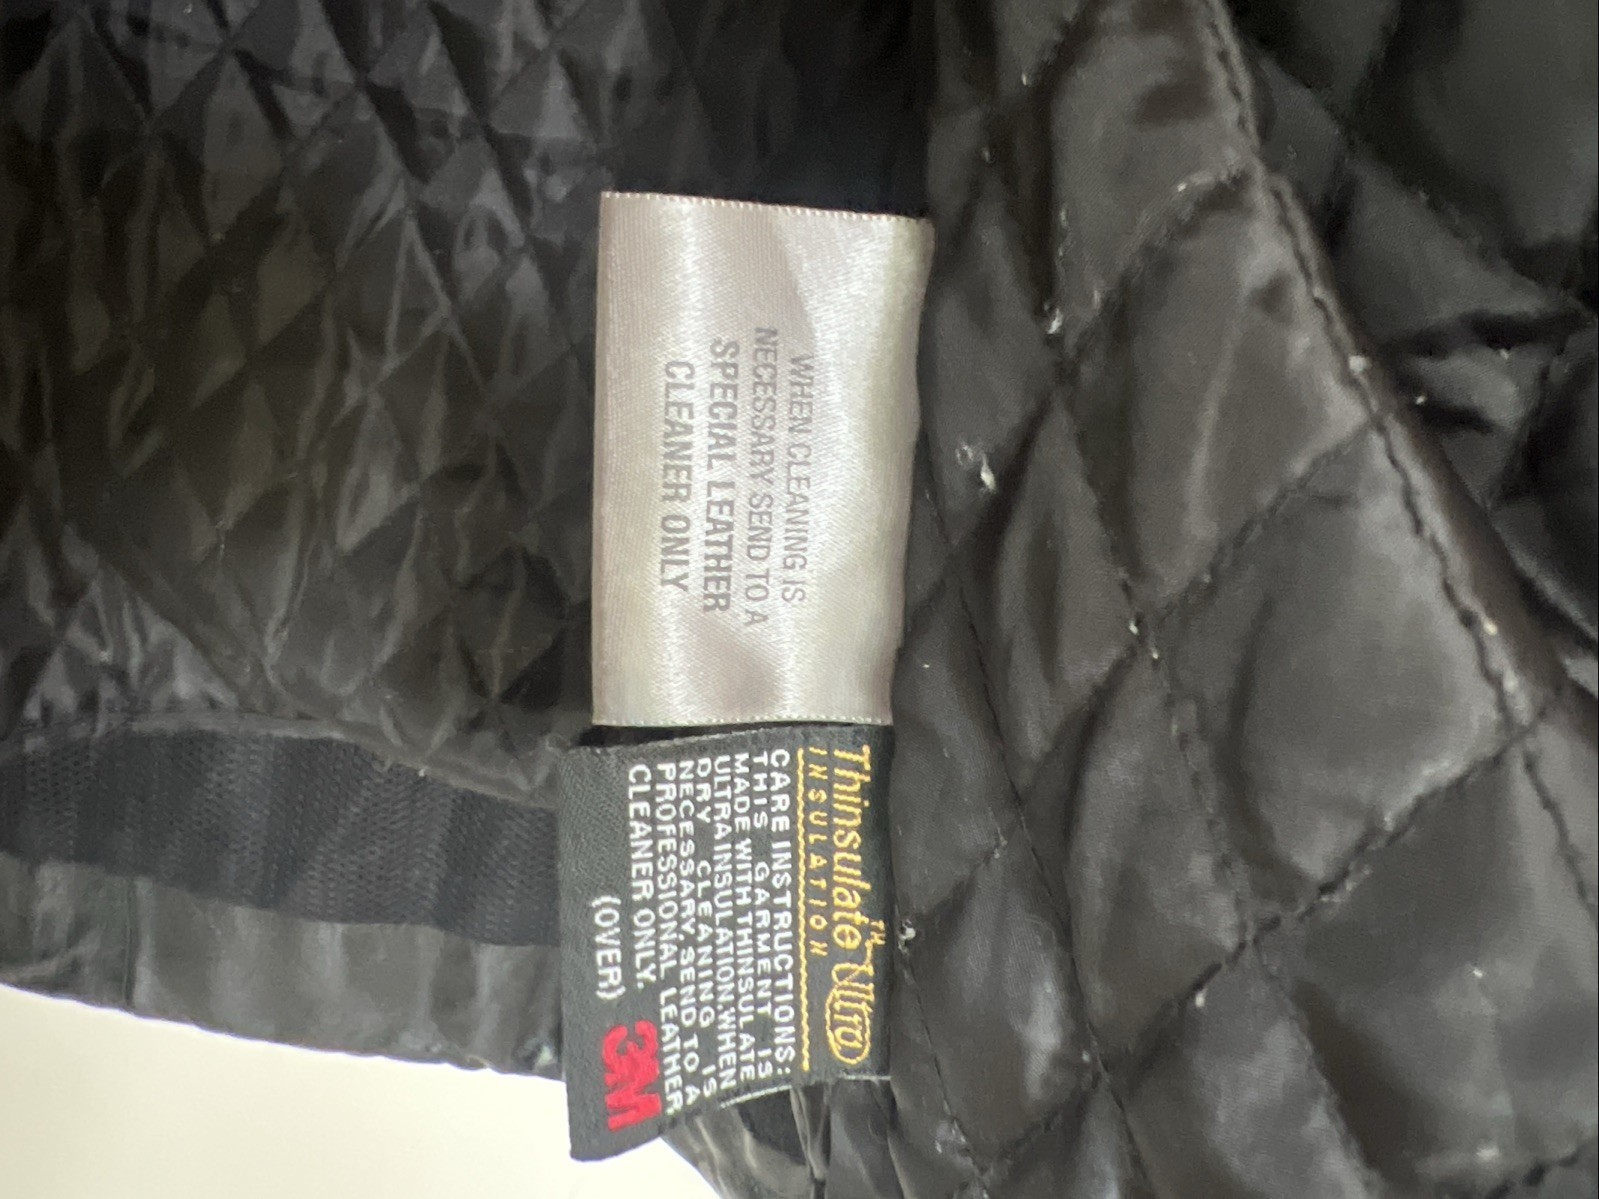 WHEN CLEANING IS
NECESSARY SEND TO A
SPECIAL LEATHER
CLEANER ONLY
Thinsulate™ Ultra
INSULATION
CARE INSTRUCTIONS:
THIS GARMENT IS
MADE WITH THINSULATE
ULTRA INSULATION. WHEN
DRY CLEANING IS
NECESSARY, SEND TO A
PROFESSIONAL LEATHER
CLEANER ONLY.
(OVER)
3M